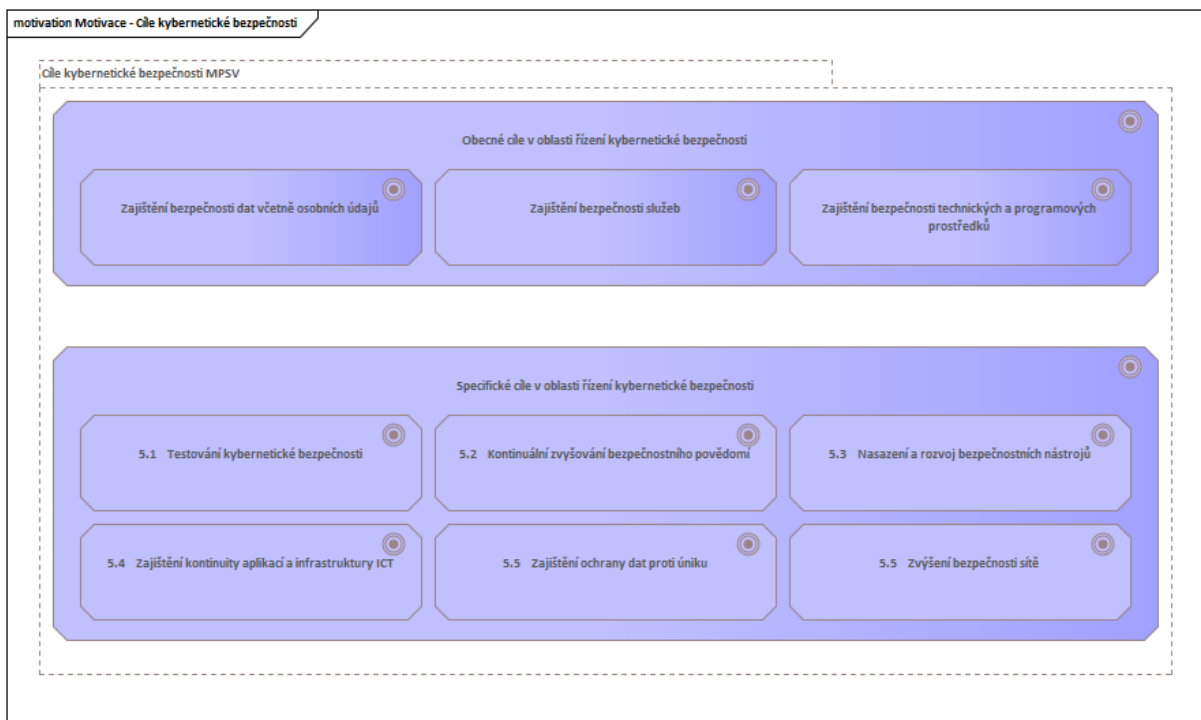 motivation Motivace - Cíle kybernetické bezpečnosti
Cíle kybernetické bezpečnosti MPSV
Obecné cíle v oblasti řízení kybernetické bezpečnosti
Zajištění bezpečnosti dat včetně osobních údajů
Zajištění bezpečnosti služeb
Zajištění bezpečnosti technických a programových
prostředků
Specifické cíle v oblasti řízení kybernetické bezpečnosti
5.1 Testování kybernetické bezpečnosti
5.2 Kontinuální zvyšování bezpečnostního povědomí
5.3 Nasazení a rozvoj bezpečnostních nástrojů
5.4 Zajištění kontinuity aplikací a infrastruktury ICT
5.5 Zajištění ochrany dat proti úniku
5.5 Zvýšení bezpečnosti sítě